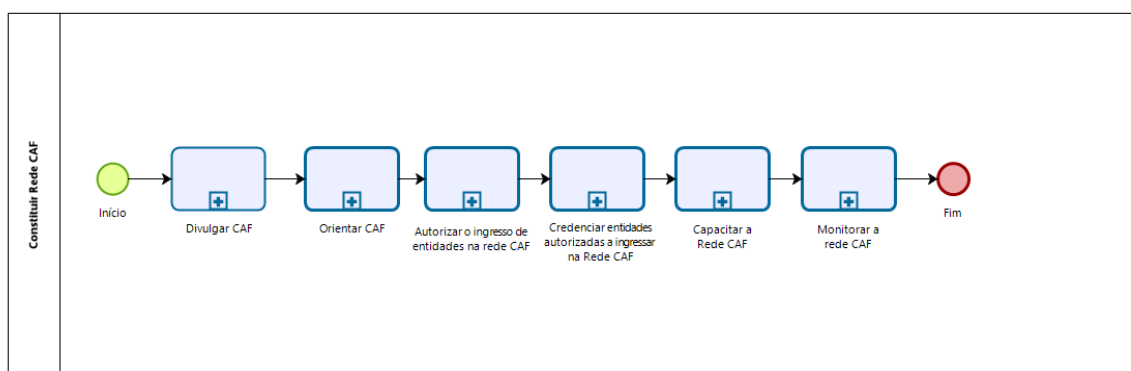 Constituir Rede CAF
Início
Divulgar CAF
Orientar CAF
Autorizar o ingresso de
entidades na rede CAF
Credenciar entidades
autorizadas a ingressar
na Rede CAF
Capacitar a
Rede CAF
Monitorar a
rede CAF
Fim